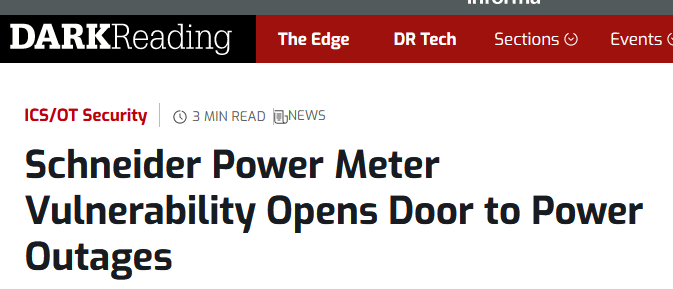 informa
DARKReading
The Edge
DR Tech
Sections
Events
ICS/OT Security
3 MIN READ
NEWS
Schneider Power Meter
Vulnerability Opens Door to Power
Outages